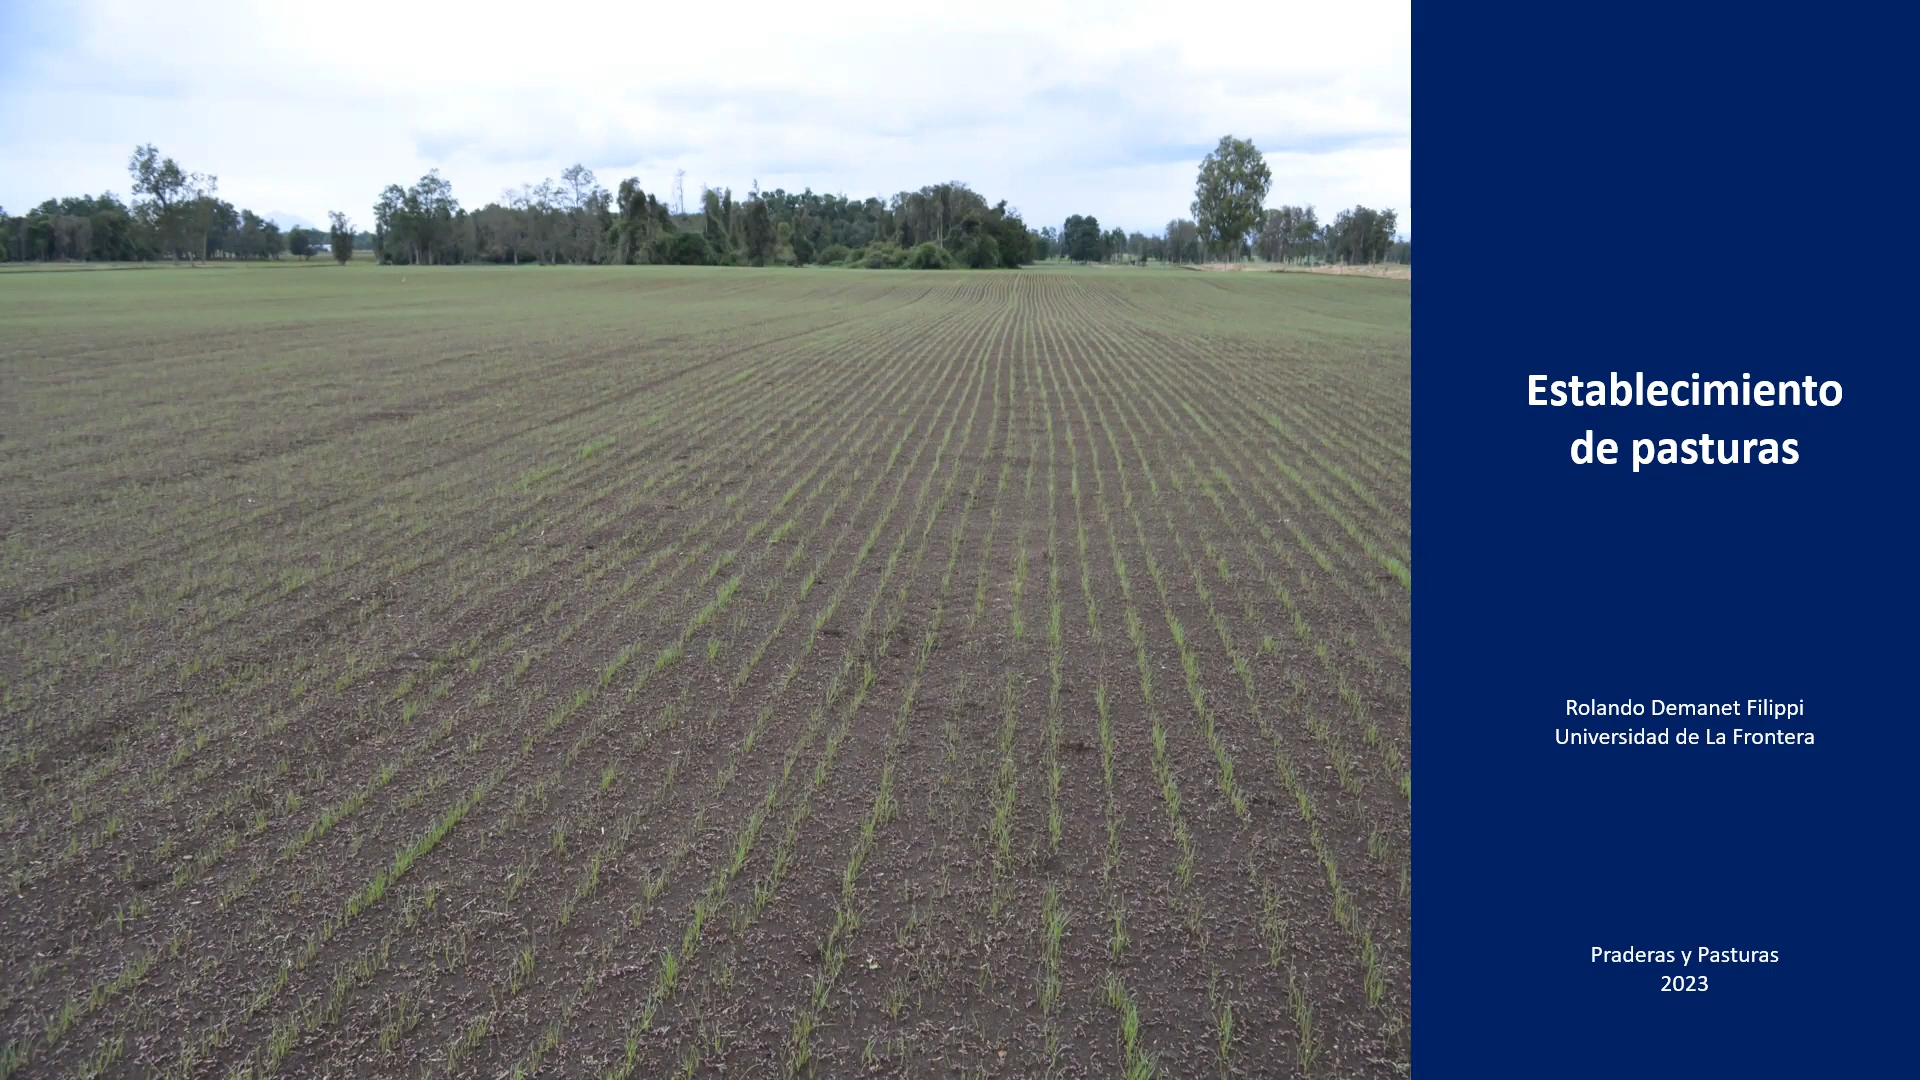 Establecimiento
de pasturas
Rolando Demanet Filippi
Universidad de La Frontera
Praderas y Pasturas
2023